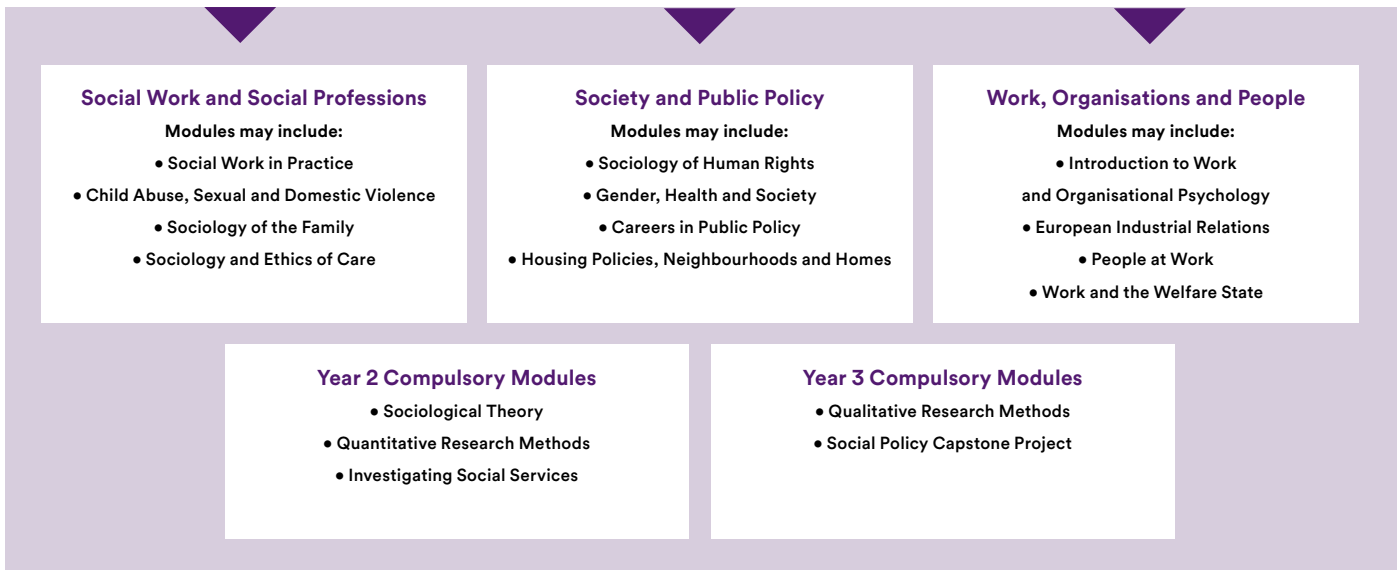 Social Work and Social Professions
Modules may include:
• Social Work in Practice
• Child Abuse, Sexual and Domestic Violence
• Sociology of the Family
• Sociology and Ethics of Care
Society and Public Policy
Modules may include:
• Sociology of Human Rights
• Gender, Health and Society
• Careers in Public Policy
• Housing Policies, Neighbourhoods and Homes
Work, Organisations and People
Modules may include:
• Introduction to Work
and Organisational Psychology
• European Industrial Relations
• People at Work
• Work and the Welfare State
Year 2 Compulsory Modules
• Sociological Theory
• Quantitative Research Methods
• Investigating Social Services
Year 3 Compulsory Modules
• Qualitative Research Methods
• Social Policy Capstone Project